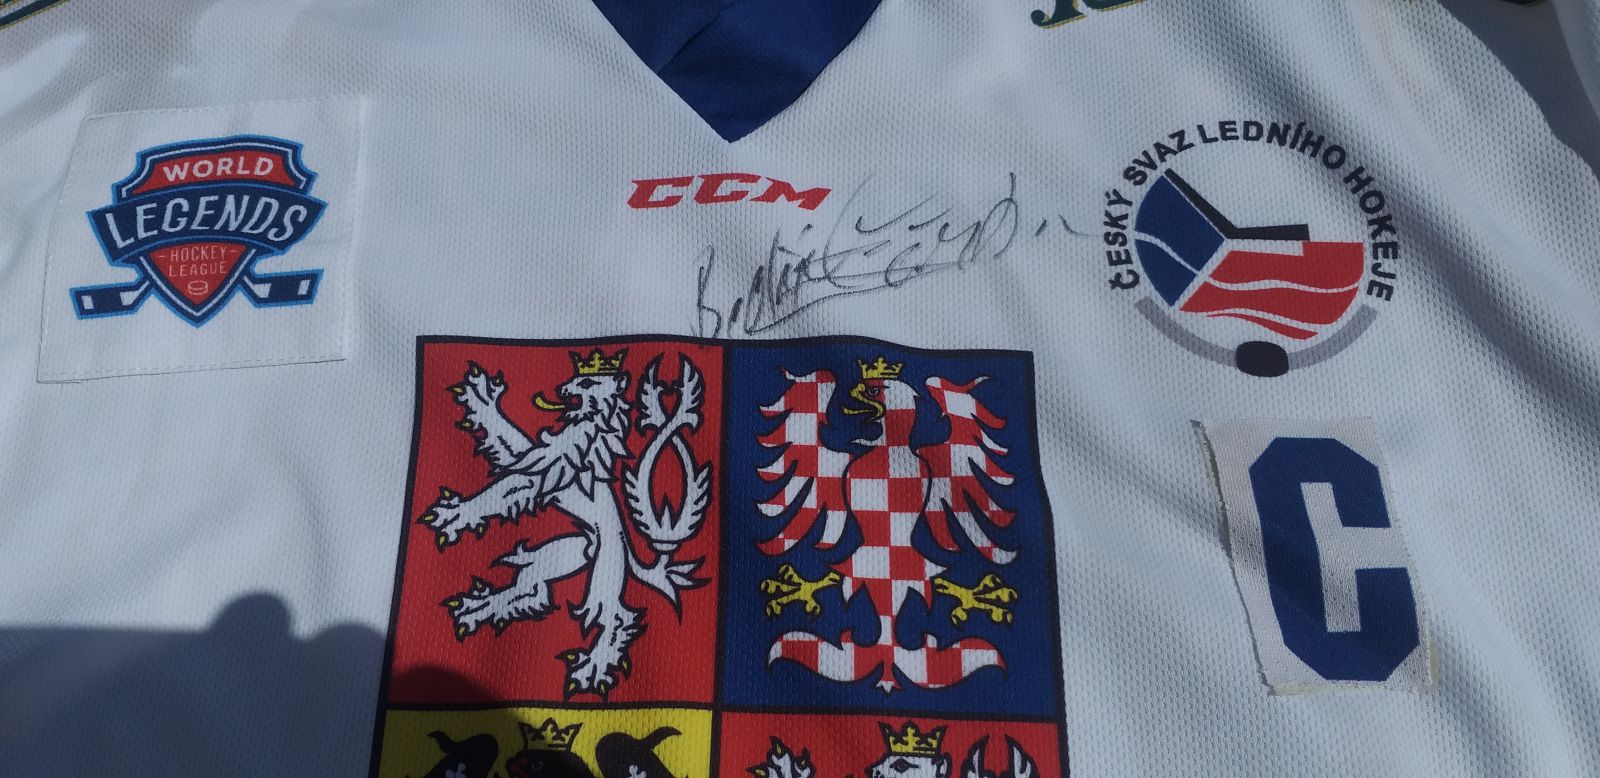 WORLD
LEGENDS
HOCKEY
LEAGUE
CCM
ČESKÝ SVAZ LEDNÍHO HOKEJE
C